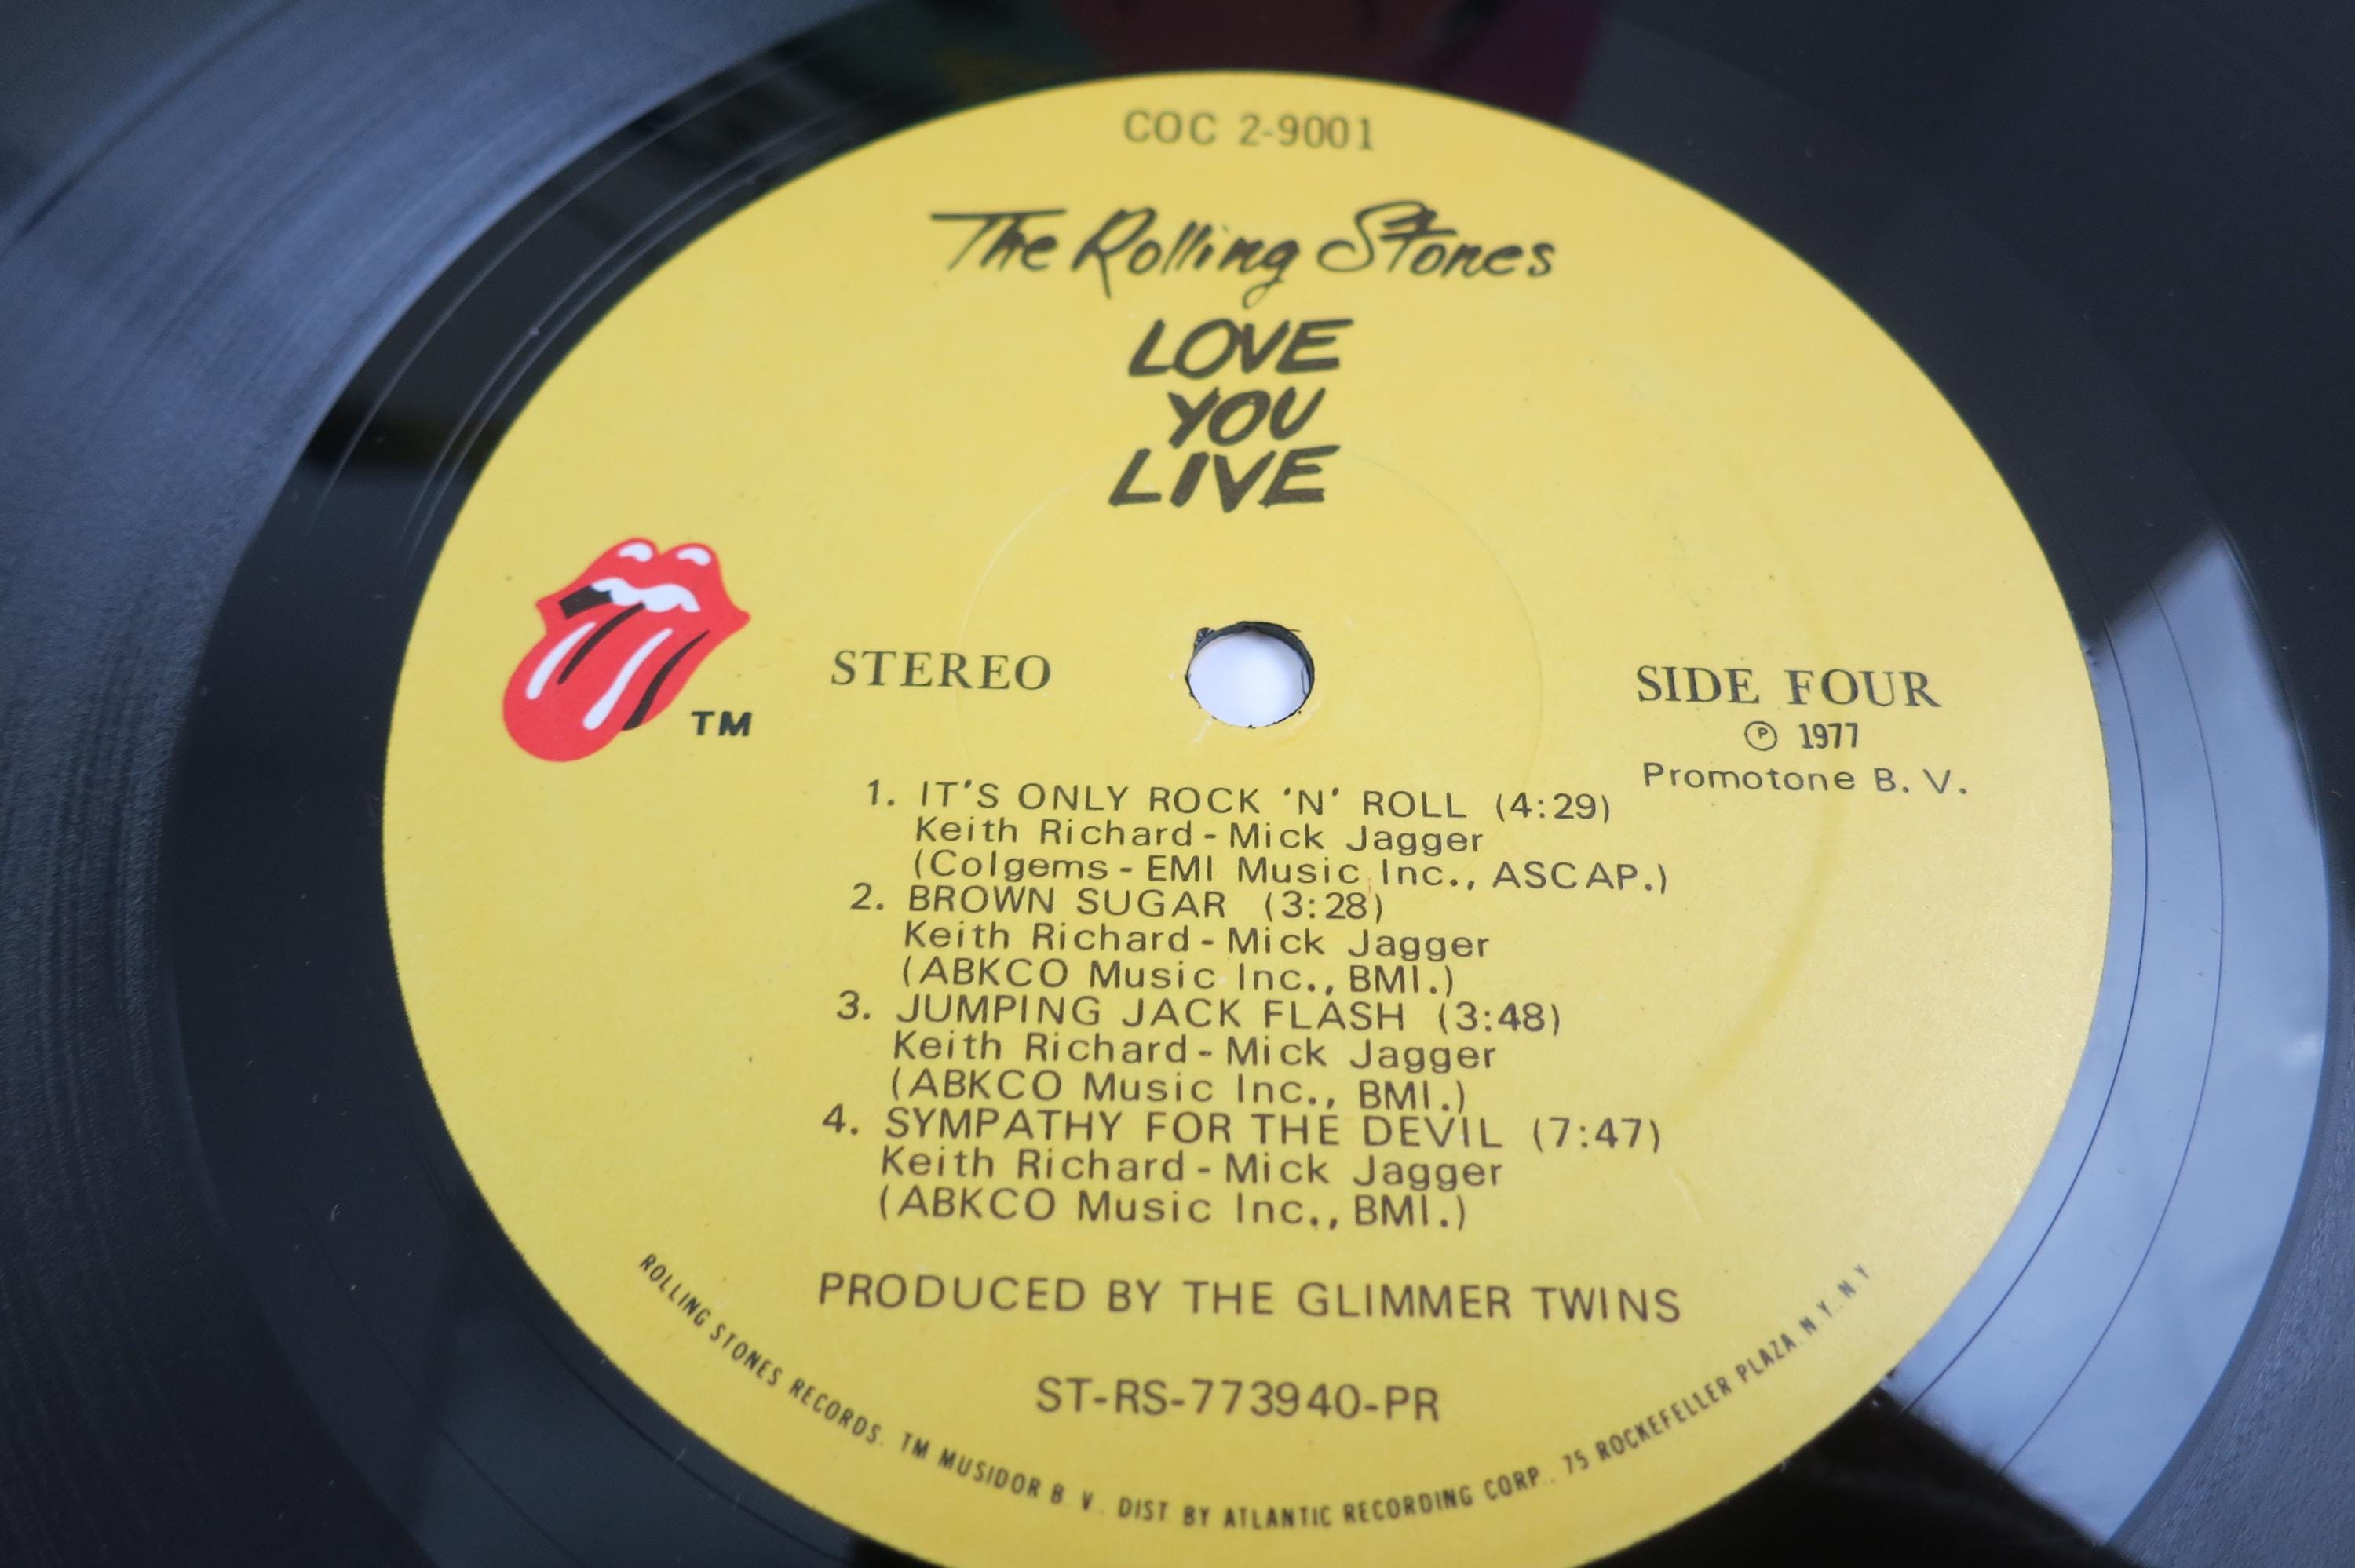 COC 2-9001
The Rolling Stones
LOVE
YOU
LIVE
TM
STEREO
SIDE FOUR
Ⓟ 1977
Promotone B. V.
1. IT'S ONLY ROCK 'N' ROLL (4:29)
Keith Richard - Mick Jagger
(Colgems - EMI Music Inc., ASCAP.)
2. BROWN SUGAR (3:28)
Keith Richard - Mick Jagger
(ABKCO Music Inc., BMI.)
3. JUMPING JACK FLASH (3:48)
Keith Richard - Mick Jagger
(ABKCO Music Inc., BMI.)
4. SYMPATHY FOR THE DEVIL (7:47)
Keith Richard - Mick Jagger
(ABKCO Music Inc., BMI.)
PRODUCED BY THE GLIMMER TWINS
ST-RS-773940-PR
ROLLING STONES RECORDS. TM MUSIDOR B. V. DIST BY ATLANTIC RECORDING CORP., 75 ROCKEFELLER PLAZA. N.Y. N.Y.